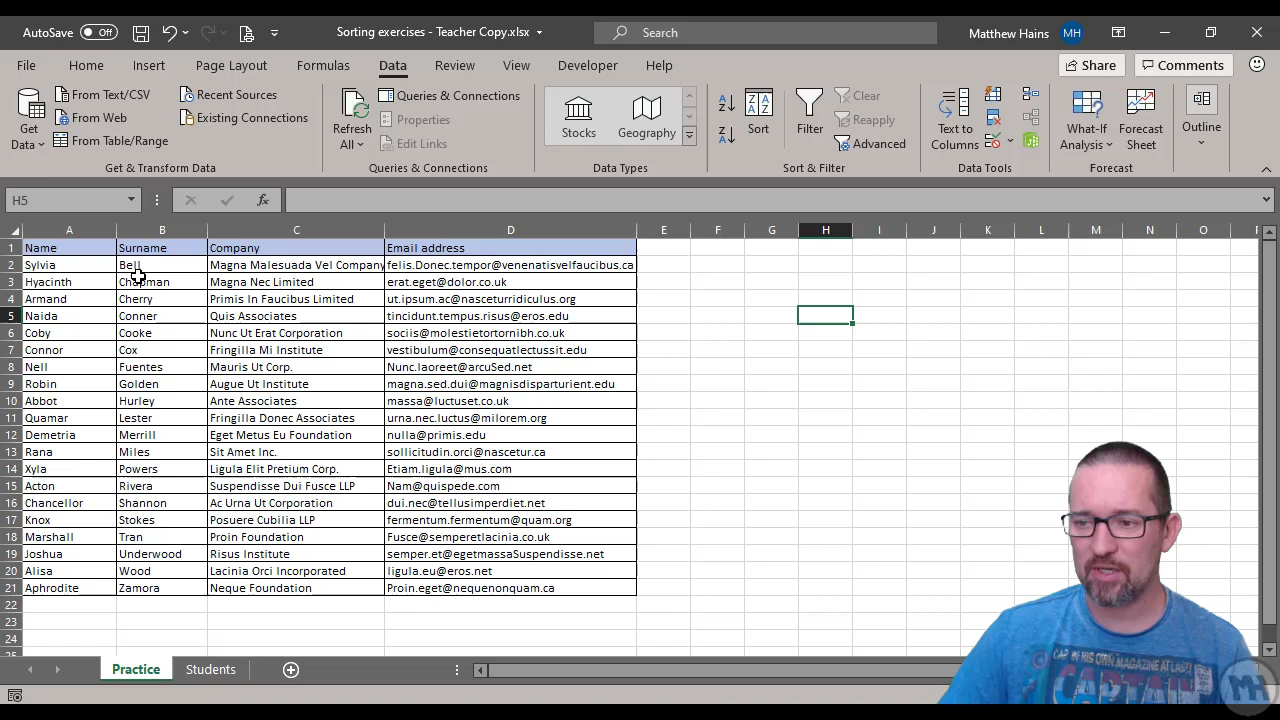 AutoSave Off Sorting exercises - Teacher Copy.xlsx Search Matthew Hains MH
File Home Insert Page Layout Formulas Data Review View Developer Help Share Comments
Get Data
From Text/CSV
From Web
From Table/Range
Recent Sources
Existing Connections
Get & Transform Data
Refresh All
Queries & Connections
Properties
Edit Links
Queries & Connections
Stocks
Geography
Data Types
Sort
Filter
Clear
Reapply
Advanced
Sort & Filter
Text to Columns
Data Tools
What-If Analysis
Forecast Sheet
Forecast
Outline
H5 fx
A B C D E F G H I J K L M N O
1 Name Surname Company Email address
2 Sylvia Bell Magna Malesuada Vel Company felis.Donec.tempor@venenatisvelfaucibus.ca
3 Hyacinth Chapman Magna Nec Limited erat.eget@dolor.co.uk
4 Armand Cherry Primis In Faucibus Limited ut.ipsum.ac@nasceturridiculus.org
5 Naida Conner Quis Associates tincidunt.tempus.risus@eros.edu
6 Coby Cooke Nunc Ut Erat Corporation sociis@molestietortornibh.co.uk
7 Connor Cox Fringilla Mi Institute vestibulum@consequatlectussit.edu
8 Nell Fuentes Mauris Ut Corp. Nunc.laoreet@arcuSed.net
9 Robin Golden Augue Ut Institute magna.sed.dui@magnisdisparturient.edu
10 Abbot Hurley Ante Associates massa@luctuset.co.uk
11 Quamar Lester Fringilla Donec Associates urna.nec.luctus@milorem.org
12 Demetria Merrill Eget Metus Eu Foundation nulla@primis.edu
13 Rana Miles Sit Amet Inc. sollicitudin.orci@nascetur.ca
14 Xyla Powers Ligula Elit Pretium Corp. Etiam.ligula@mus.com
15 Acton Rivera Suspendisse Dui Fusce LLP Nam@quispede.com
16 Chancellor Shannon Ac Urna Ut Corporation dui.nec@tellusimperdiet.net
17 Knox Stokes Posuere Cubilia LLP fermentum.fermentum@quam.org
18 Marshall Tran Proin Foundation Fusce@semperetlacinia.co.uk
19 Joshua Underwood Risus Institute semper.et@egetmassaSuspendisse.net
20 Alisa Wood Lacinia Orci Incorporated ligula.eu@eros.net
21 Aphrodite Zamora Neque Foundation Proin.eget@nequenonquam.ca
22
23
24
Practice Students
CAP IN HIS OWN MAGAZINE AT LAST!
CAPTAIN
MH